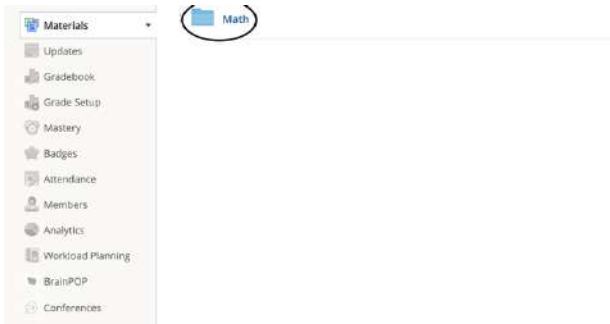 Materials
Math
Updates
Gradebook
Grade Setup
Mastery
Badges
Attendance
Members
Analytics
Workload Planning
BrainPOP
Conferences